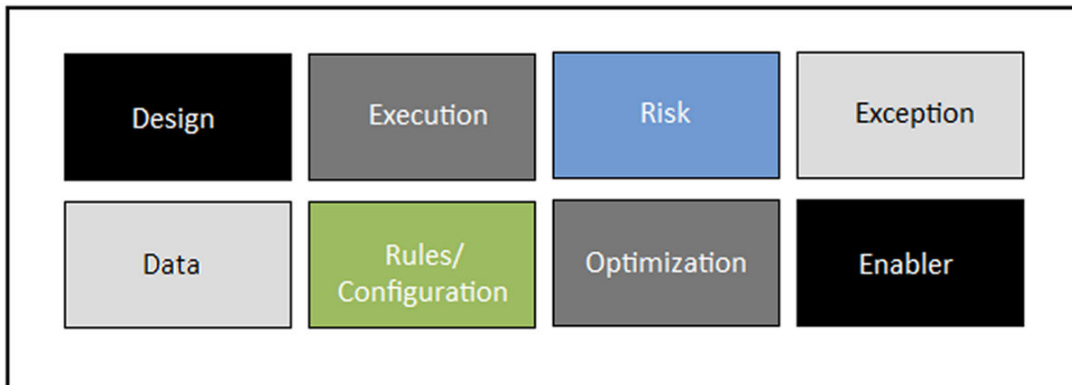 Design
Execution
Risk
Exception
Data
Rules/
Configuration
Optimization
Enabler